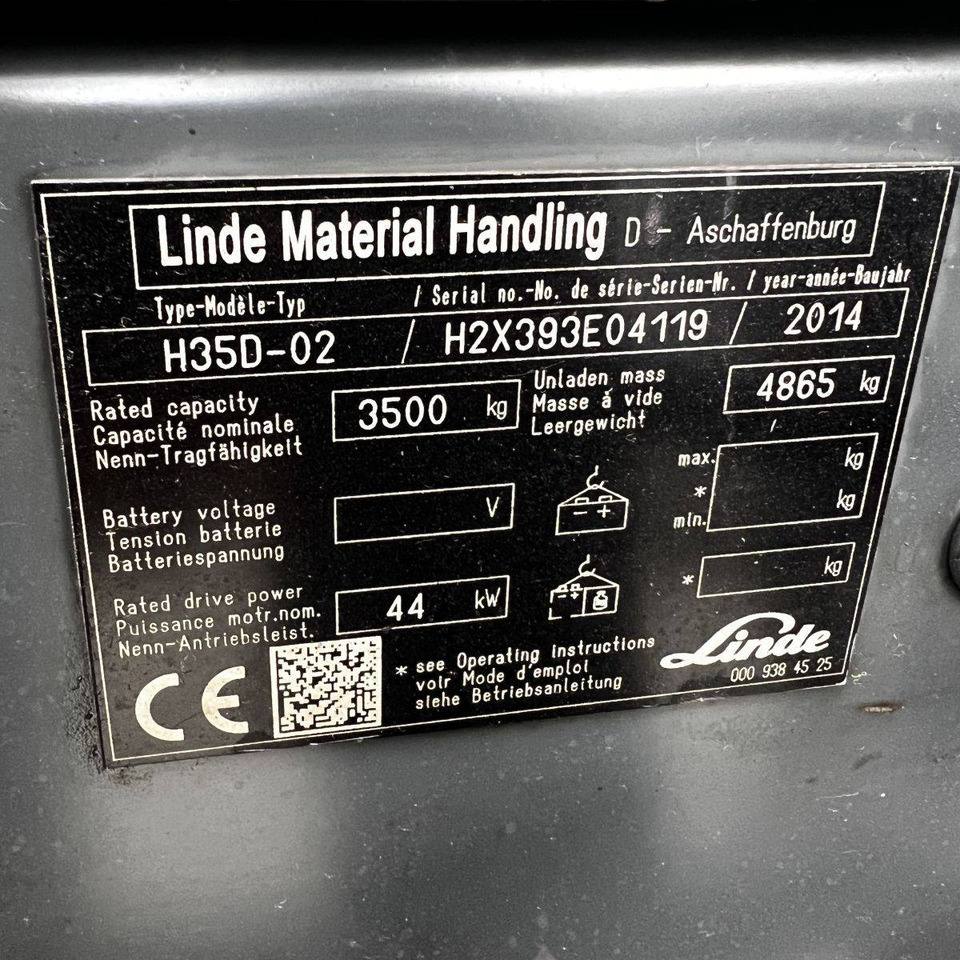 Linde Material Handling D - Aschaffenburg
Type-Modèle-Typ / Serial no.-No. de série-Serien-Nr. / year-année-Baujahr
H35D-02 / H2X393E04119 / 2014
Rated capacity
Capacité nominale
Nenn-Tragfähigkeit
3500 kg
Unladen mass
Masse à vide
Leergewicht
4865 kg
Battery voltage
Tension batterie
Batteriespannung
V
- +
max. kg
*
min. kg
Rated drive power
Puissance motr.nom.
Nenn-Antriebsleist.
44 kW
* kg
CE
* see Operating instructions
voir Mode d'emploi
siehe Betriebsanleitung
Linde
000 938 45 25